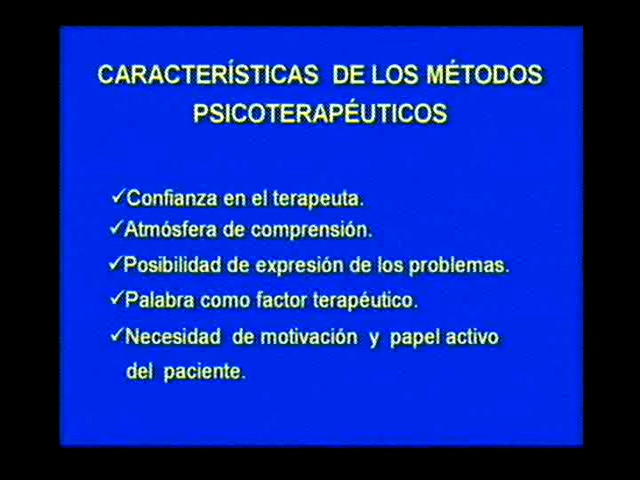 CARACTERÍSTICAS DE LOS MÉTODOS
PSICOTERAPÉUTICOS
✓Confianza en el terapeuta.
✓Atmósfera de comprensión.
✓Posibilidad de expresión de los problemas.
✓Palabra como factor terapéutico.
✓Necesidad de motivación y papel activo
del paciente.